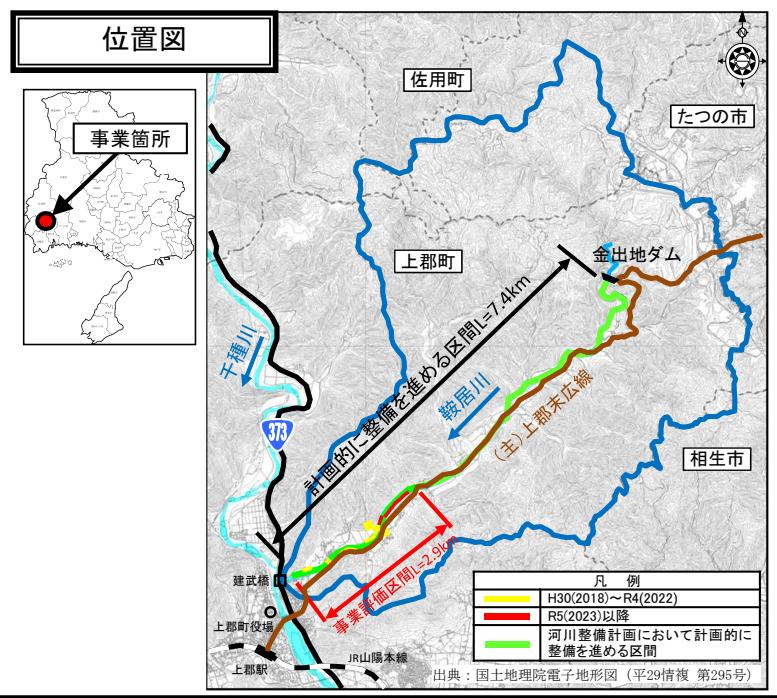 位置図
事業箇所
佐用町
たつの市
上郡町
金出地ダム
千種川
計画的に整備を進める区間L=7.4km
鞍居川
(主)上郡末広線
373
相生市
事業評価区間L=2.9km
建武橋
上郡町役場
上郡駅
JR山陽本線
凡 例
H30(2018)～R4(2022)
R5(2023)以降
河川整備計画において計画的に
整備を進める区間
出典：国土地理院電子地形図（平29情複 第295号）